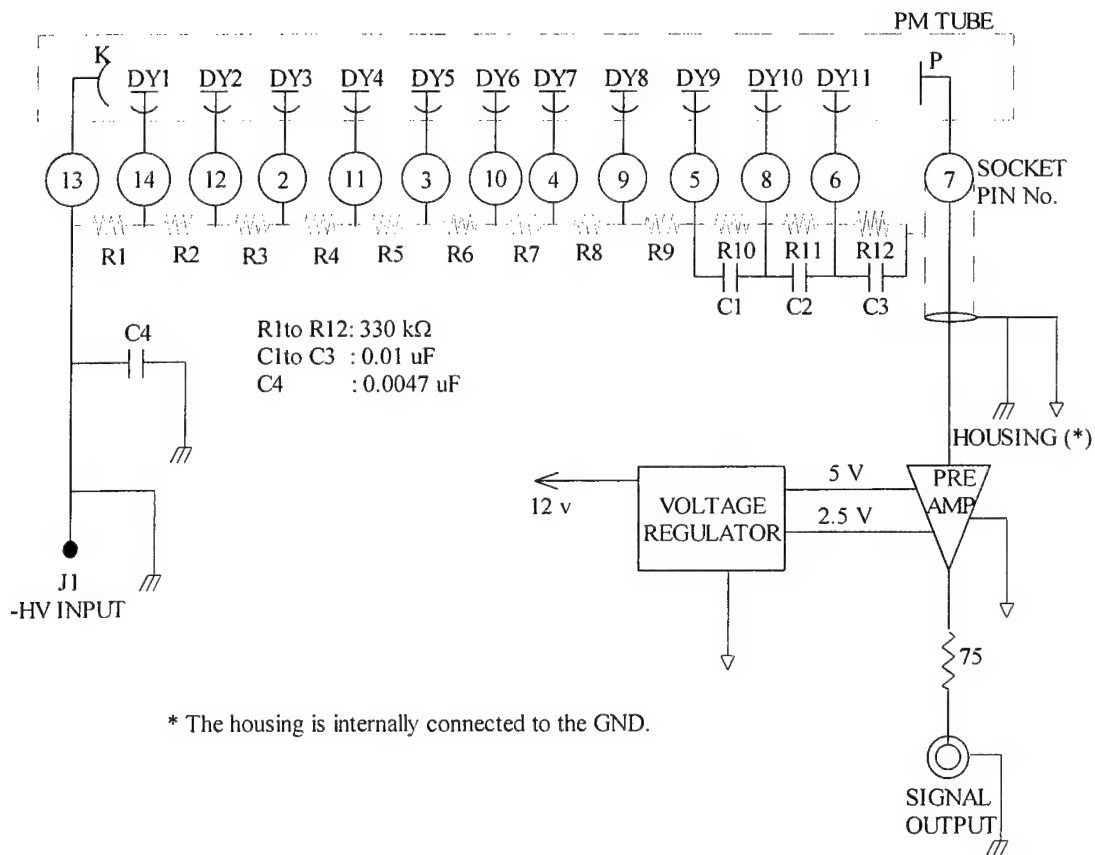 PM TUBE
K DY1 DY2 DY3 DY4 DY5 DY6 DY7 DY8 DY9 DY10 DY11 P
13 14 12 2 11 3 10 4 9 5 8 6 7 SOCKET
PIN No.
R1 R2 R3 R4 R5 R6 R7 R8 R9 R10 R11 R12
C1 C2 C3
C4
R1to R12: 330 kΩ
C1to C3 : 0.01 uF
C4 : 0.0047 uF
HOUSING (*)
12 v
VOLTAGE
REGULATOR
5 V
2.5 V
PRE
AMP
J1
-HV INPUT
75
* The housing is internally connected to the GND.
SIGNAL
OUTPUT